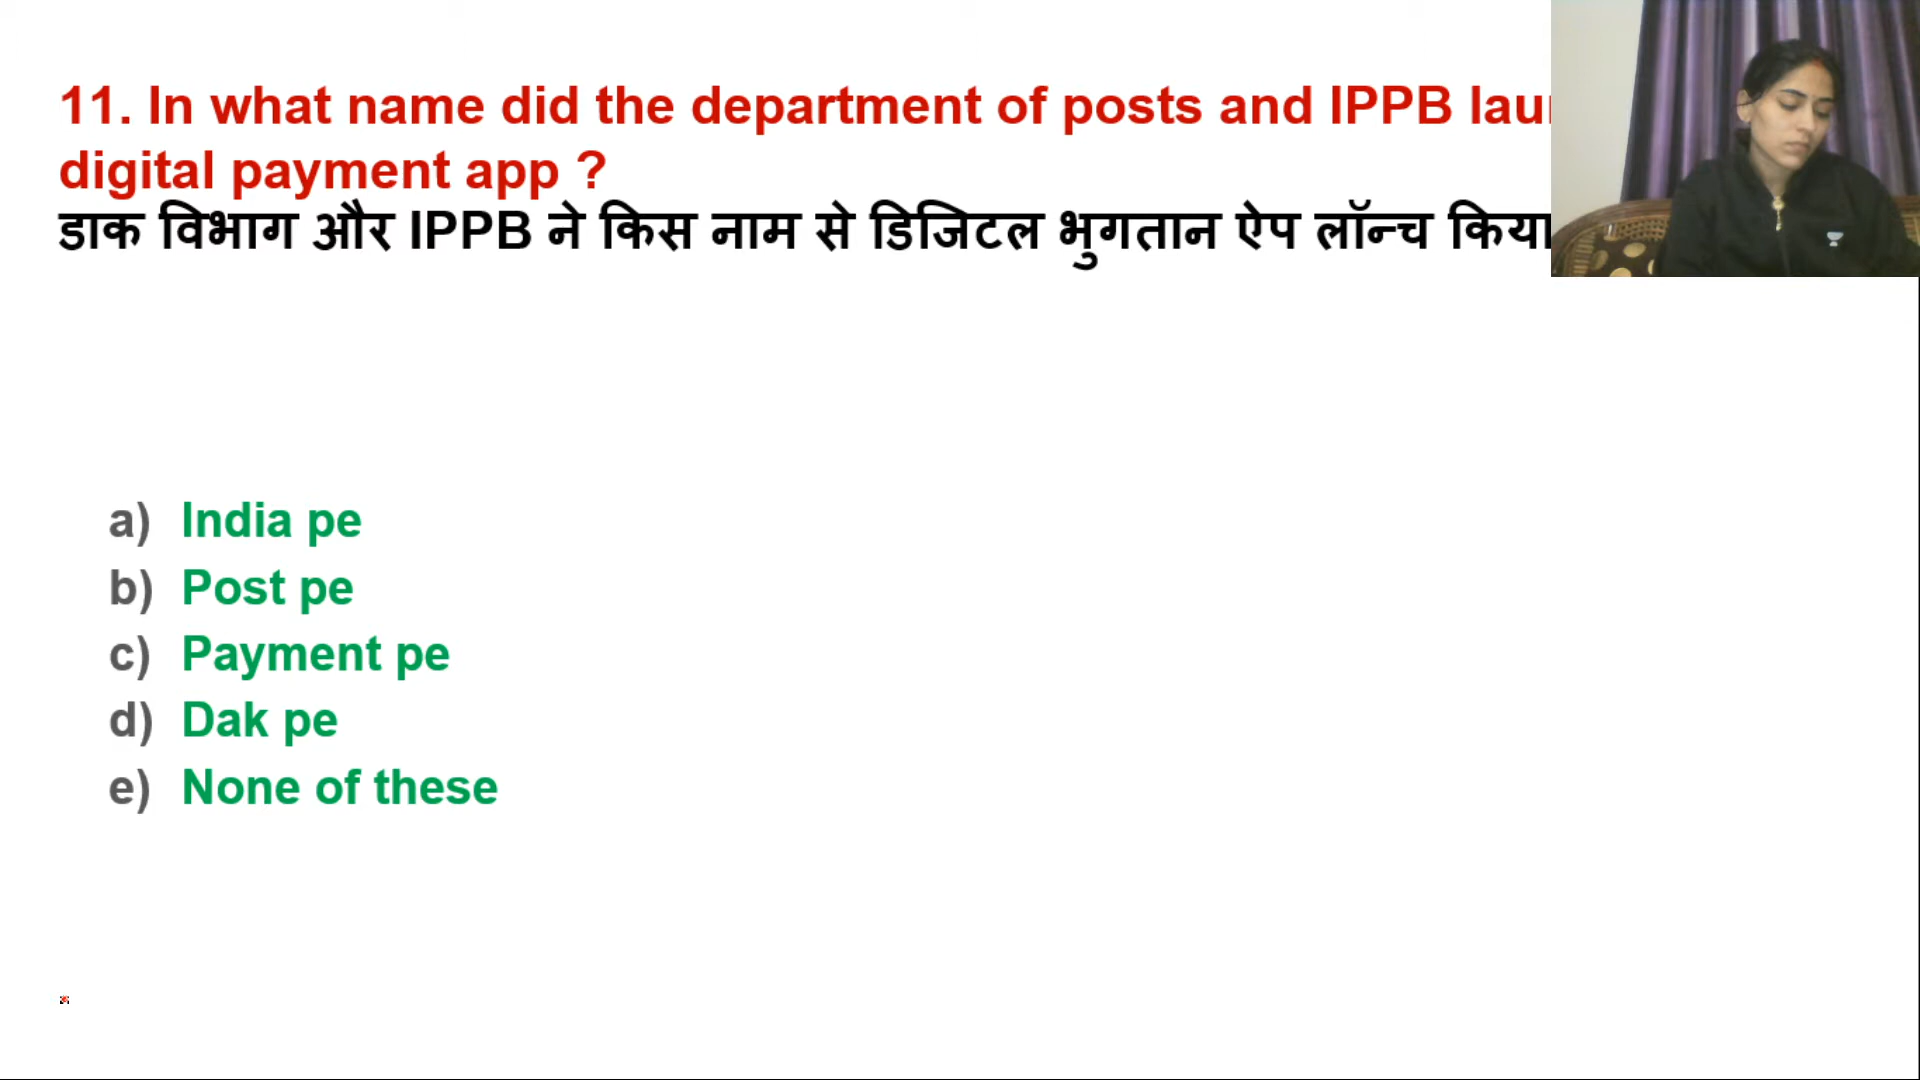 11. In what name did the department of posts and IPPB
digital payment app ?
डाक विभाग और IPPB ने किस नाम से डिजिटल भुगतान ऐप लॉन्च किया
a) India pe
b) Post pe
c) Payment pe
d) Dak pe
e) None of these